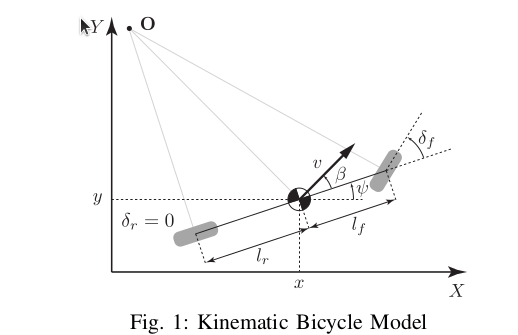 Y
O
δf
v
β
ψ
y
δr = 0
lf
lr
x
X
Fig. 1: Kinematic Bicycle Model